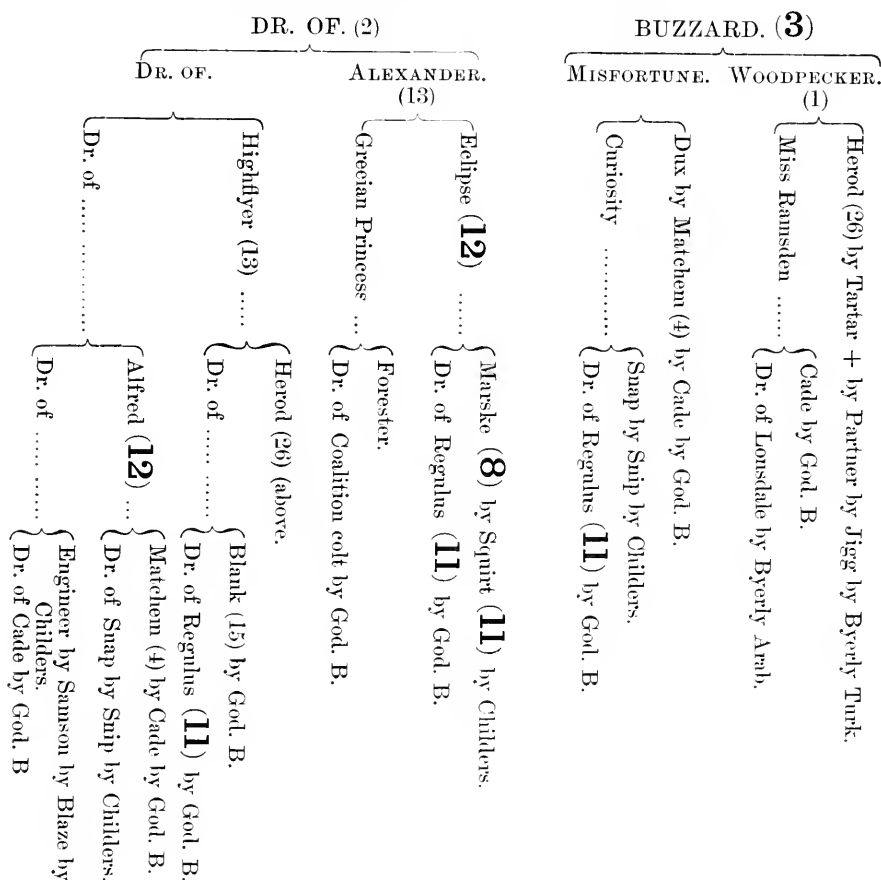 DR. OF. (2)
BUZZARD. (3)
DR. OF.
ALEXANDER.
(13)
MISFORTUNE.
WOODPECKER.
(1)
Herod (26) by Tartar + by Partner by Jigg by Byerly Turk.
Miss Ramsden ......
Cade by God. B.
Dr. of Lonsdale by Byerly Arab.
Dux by Matchem (4) by Cade by God. B.
Curiosity ............
Snap by Snip by Childers.
Dr. of Regulus (11) by God. B.
Eclipse (12) ......
Marske (8) by Squirt (11) by Childers.
Dr. of Regulus (11) by God. B.
Grecian Princess ...
Forester.
Dr. of Coalition colt by God. B.
Highflyer (13) .....
Herod (26) (above.
Dr. of ...... ......
Blank (15) by God. B.
Dr. of Regulus (11) by God. B.
Dr. of ..... ............
Alfred (12) ...
Matchem (4) by Cade by God. B.
Dr. of Snap by Snip by Childers.
Dr. of ...... ......
Engineer by Samson by Blaze by
Childers.
Dr. of Cade by God. B